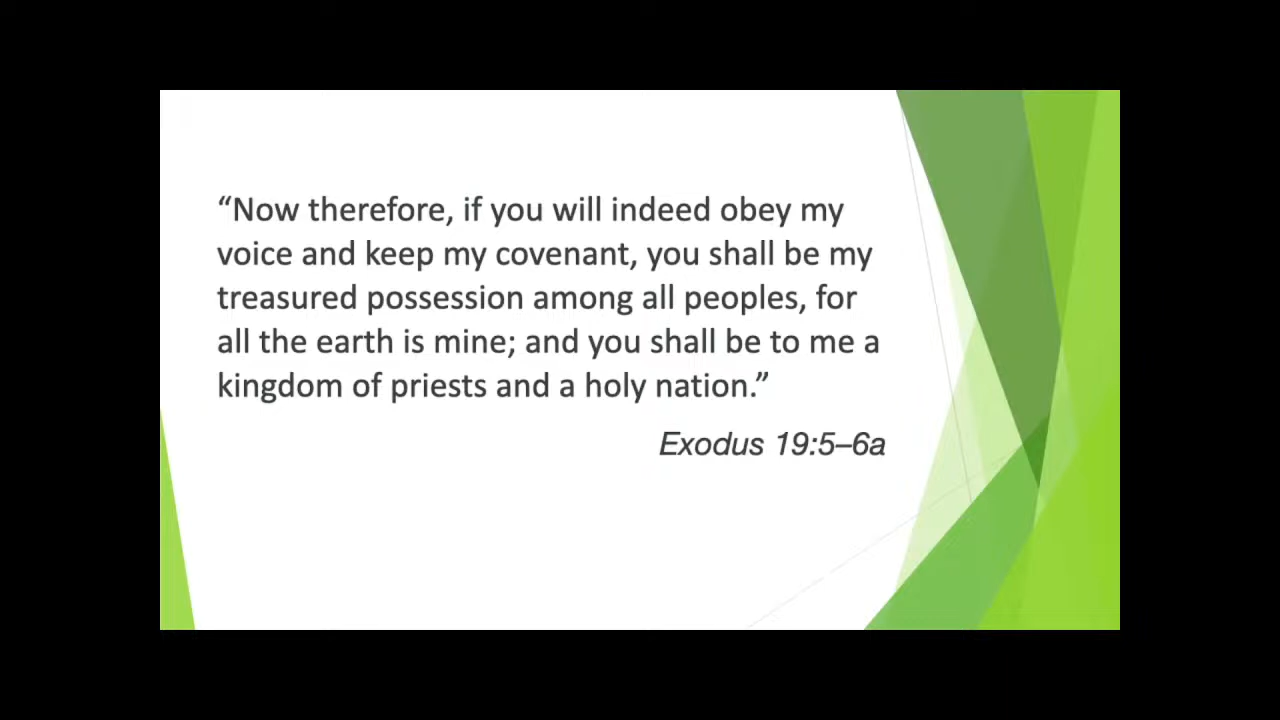 “Now therefore, if you will indeed obey my
voice and keep my covenant, you shall be my
treasured possession among all peoples, for
all the earth is mine; and you shall be to me a
kingdom of priests and a holy nation.”
Exodus 19:5–6a